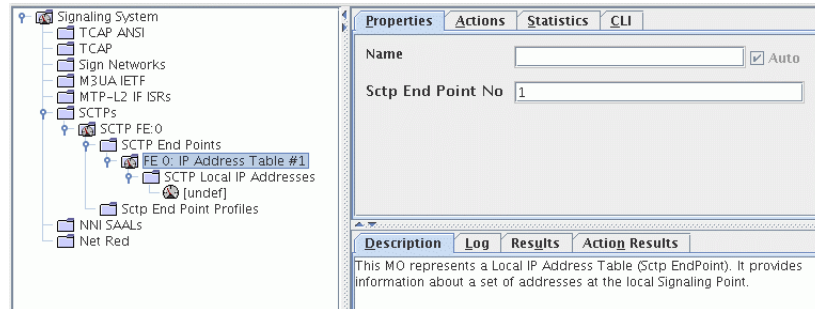 Signaling System
TCAP ANSI
TCAP
Sign Networks
M3UA IETF
MTP-L2 IF ISRs
SCTPs
SCTP FE:0
SCTP End Points
FE 0: IP Address Table #1
SCTP Local IP Addresses
[undef]
Sctp End Point Profiles
NNI SAALs
Net Red
Properties Actions Statistics CLI
Name Auto
Sctp End Point No 1
Description Log Results Action Results
This MO represents a Local IP Address Table (Sctp EndPoint). It provides
information about a set of addresses at the local Signaling Point.